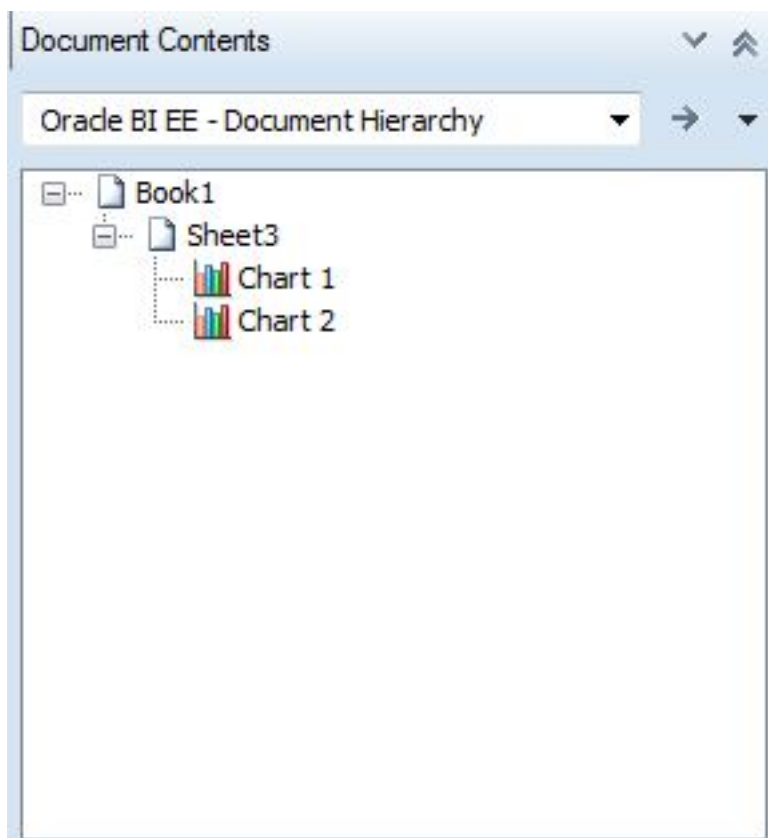 Document Contents
Oracle BI EE - Document Hierarchy
Book1
Sheet3
Chart 1
Chart 2